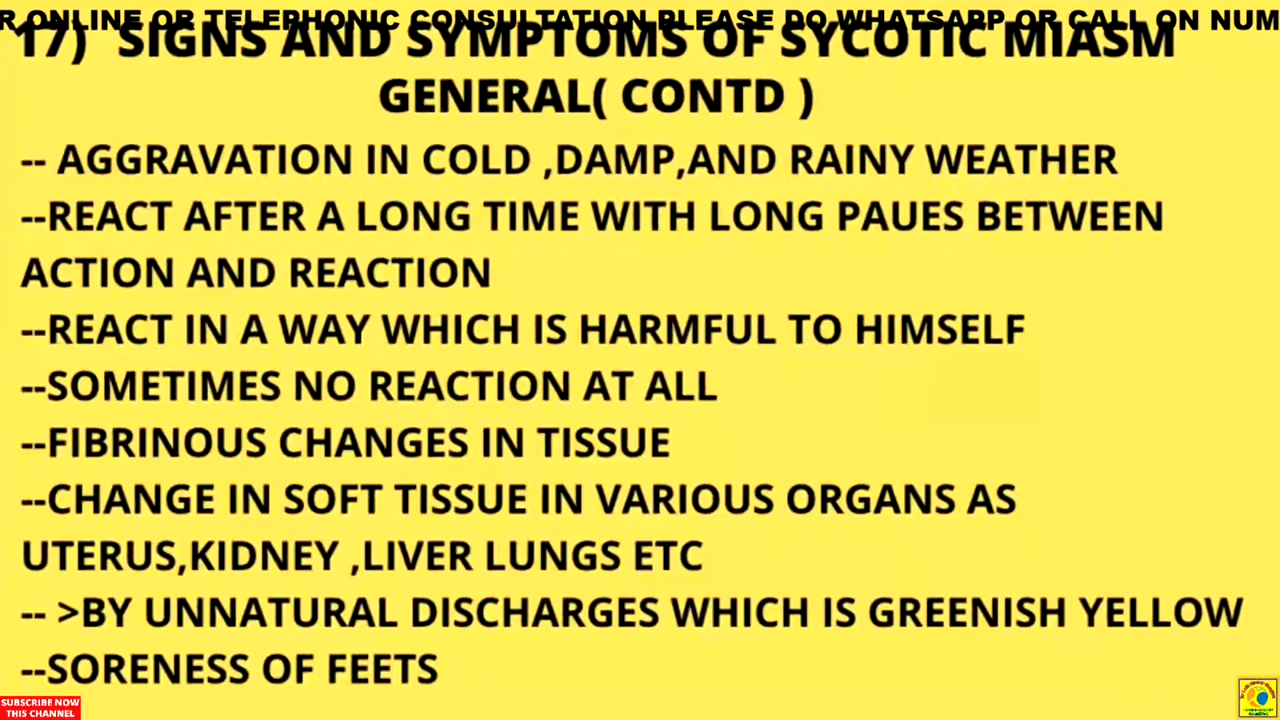 R ONLINE OR TELEPHONIC CONSULTATION PLEASE DO WHATSAPP OR CALL ON NUM
17) SIGNS AND SYMPTOMS OF SYCOTIC MIASM
GENERAL( CONTD )
-- AGGRAVATION IN COLD ,DAMP,AND RAINY WEATHER
--REACT AFTER A LONG TIME WITH LONG PAUES BETWEEN
ACTION AND REACTION
--REACT IN A WAY WHICH IS HARMFUL TO HIMSELF
--SOMETIMES NO REACTION AT ALL
--FIBRINOUS CHANGES IN TISSUE
--CHANGE IN SOFT TISSUE IN VARIOUS ORGANS AS
UTERUS,KIDNEY ,LIVER LUNGS ETC
-- >BY UNNATURAL DISCHARGES WHICH IS GREENISH YELLOW
--SORENESS OF FEETS
SUBSCRIBE NOW
THIS CHANNEL